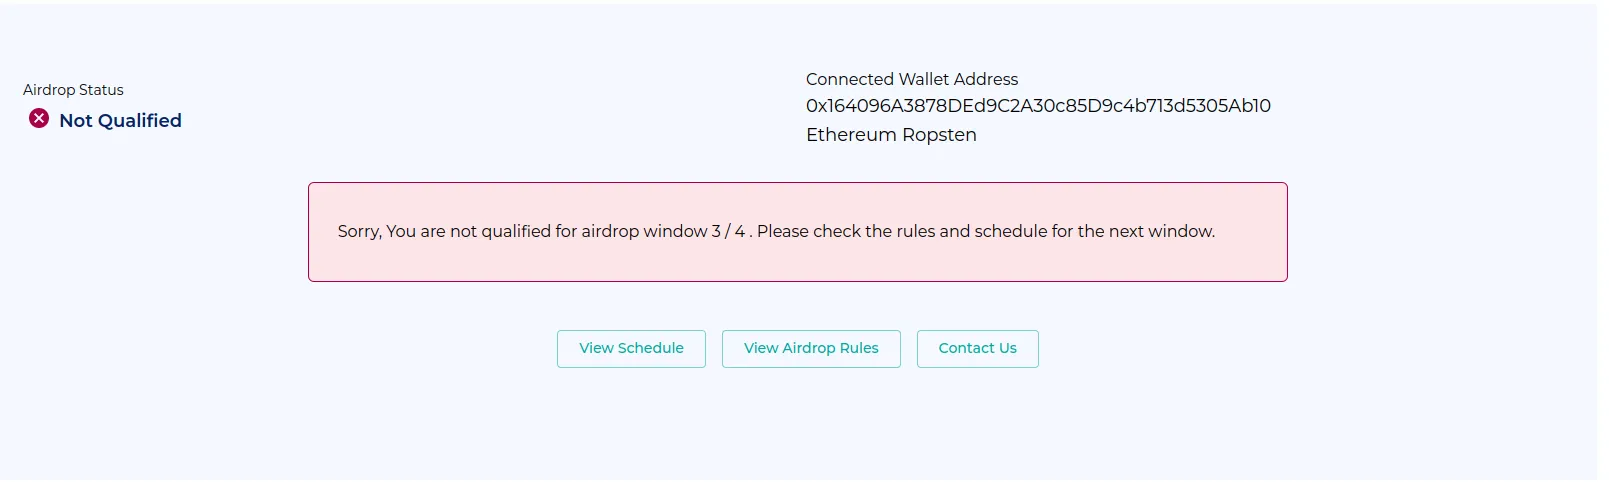 Airdrop Status
Not Qualified
Connected Wallet Address
0x164096A3878DEd9C2A30c85D9c4b713d5305Ab10
Ethereum Ropsten
Sorry, You are not qualified for airdrop window 3 / 4 . Please check the rules and schedule for the next window.
View Schedule
View Airdrop Rules
Contact Us